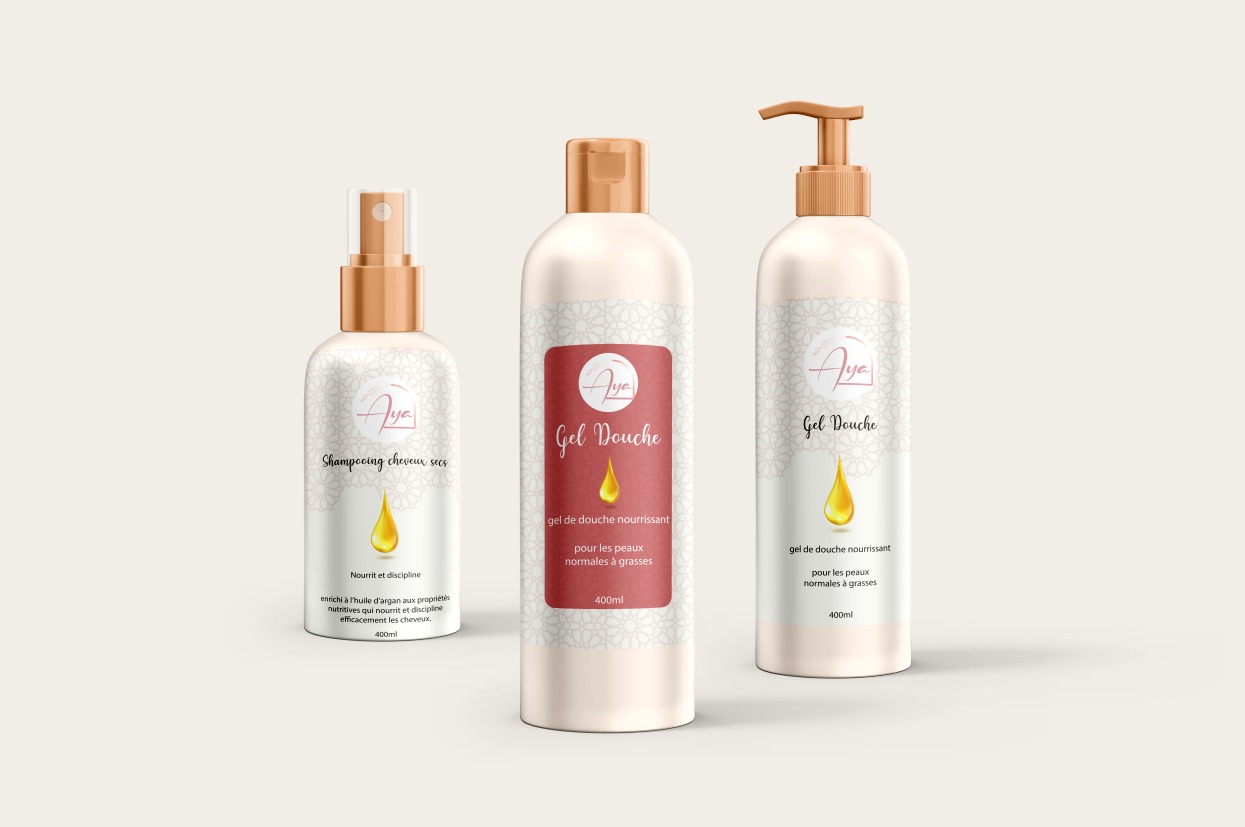 Aya
Shampooing cheveux secs
Nourrit et discipline
enrichi à l'huile d'argan aux propriétés
nutritives qui nourrit et discipline
efficacement les cheveux.
400ml
Aya
Gel Douche
gel de douche nourrissant
pour les peaux
normales à grasses
400ml
Aya
Gel Douche
gel de douche nourrissant
pour les peaux
normales à grasses
400ml